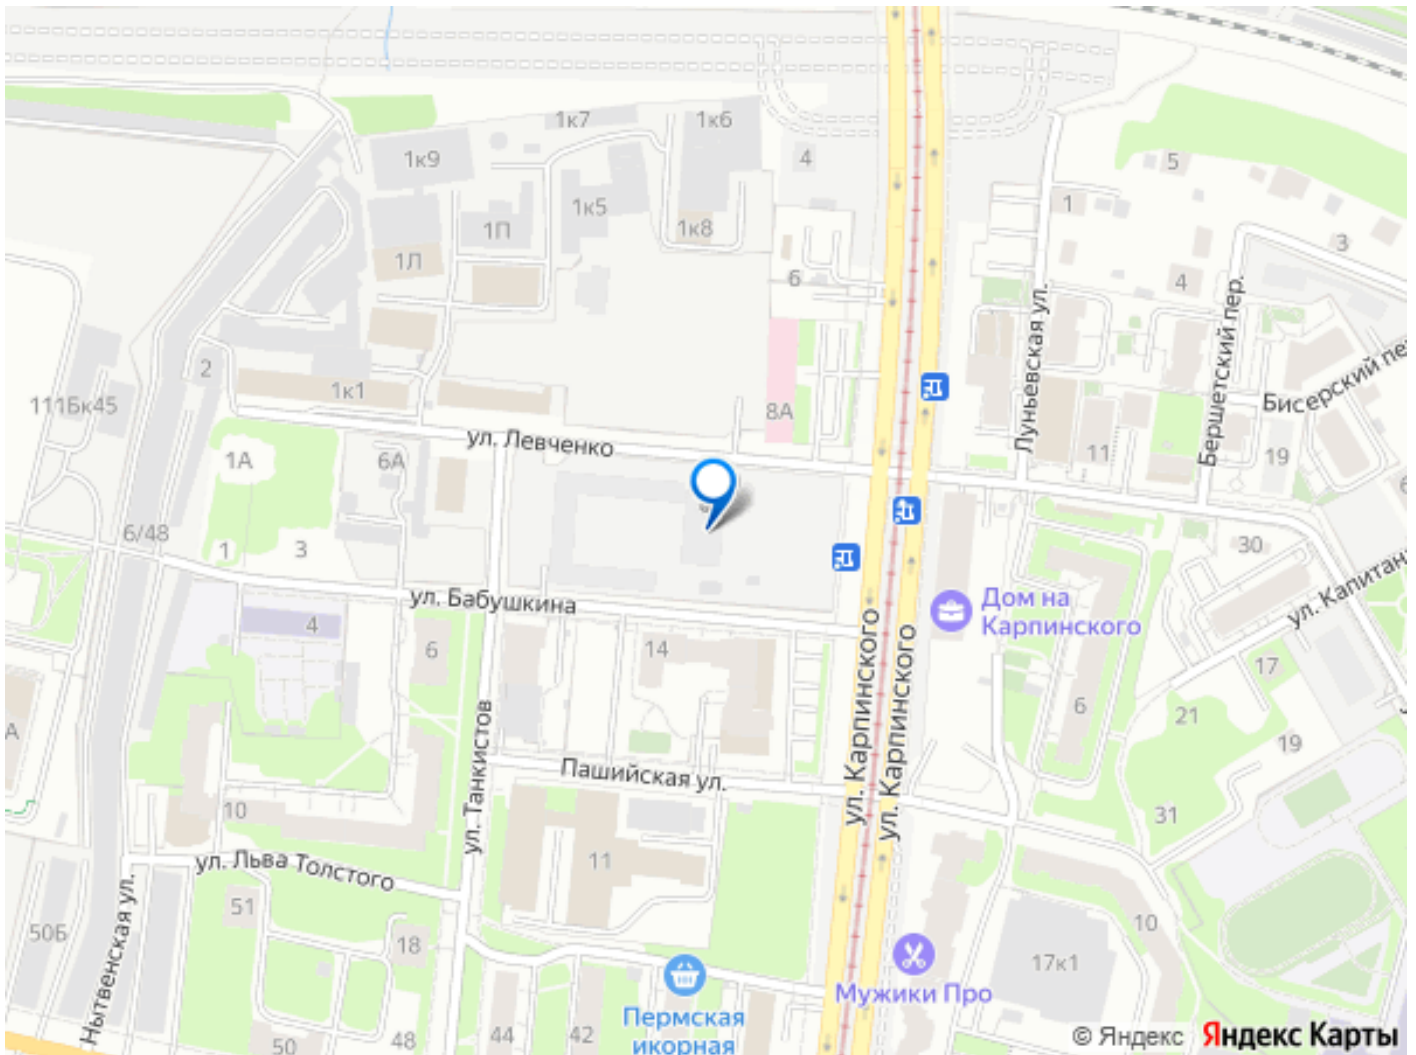 1к7
1к6
1к9
4
5
1к5
1
1П
1к8
3
1Л
6
4
Луньевская ул.
Бершетский пер.
2
1к1
111Бк45
8А
Бисерский пе
ул. Левченко
1А
6А
11
19
6/48
1
3
30
ул. Бабушкина
ул. Капитан
Дом на
Карпинского
4
6
14
17
ул. Карпинского
ул. Карпинского
6
21
19
А
ул. Танкистов
Пашийская ул.
10
31
11
ул. Льва Толстого
51
50Б
18
10
Нытвенская ул.
17к1
Мужики Про
Пермская
икорная
50
48
44
42
© Яндекс Яндекс Карты